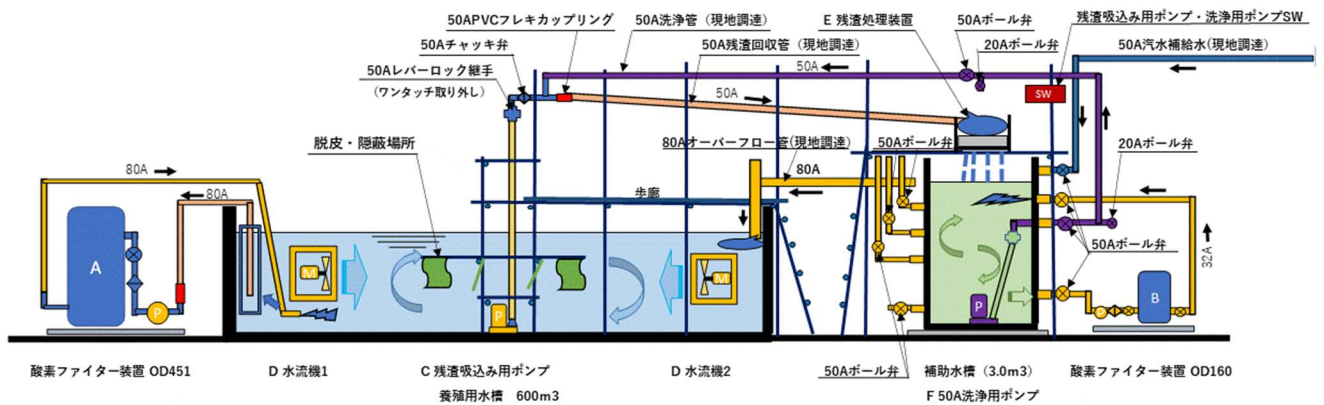 50APVCフレキカップリング
50Aチャッキ弁
50Aレバーロック継手
(ワンタッチ取り外し)
50A洗浄管（現地調達）
50A残渣回収管（現地調達）
E 残渣処理装置
50Aボール弁
20Aボール弁
残渣吸込み用ポンプ・洗浄用ポンプSW
50A汽水補給水(現地調達)
50A
50A
SW
脱皮・隠蔽場所
80Aオーバーフロー管(現地調達)
50Aボール弁
20Aボール弁
80A
80A
80A
歩廊
A
P
M
P
M
P
50Aボール弁
32A
P
B
50Aボール弁
酸素ファイター装置 OD451
D 水流機1
C 残渣吸込み用ポンプ
養殖用水槽　600m3
D 水流機2
補助水槽（3.0m3）
F 50A洗浄用ポンプ
酸素ファイター装置 OD160